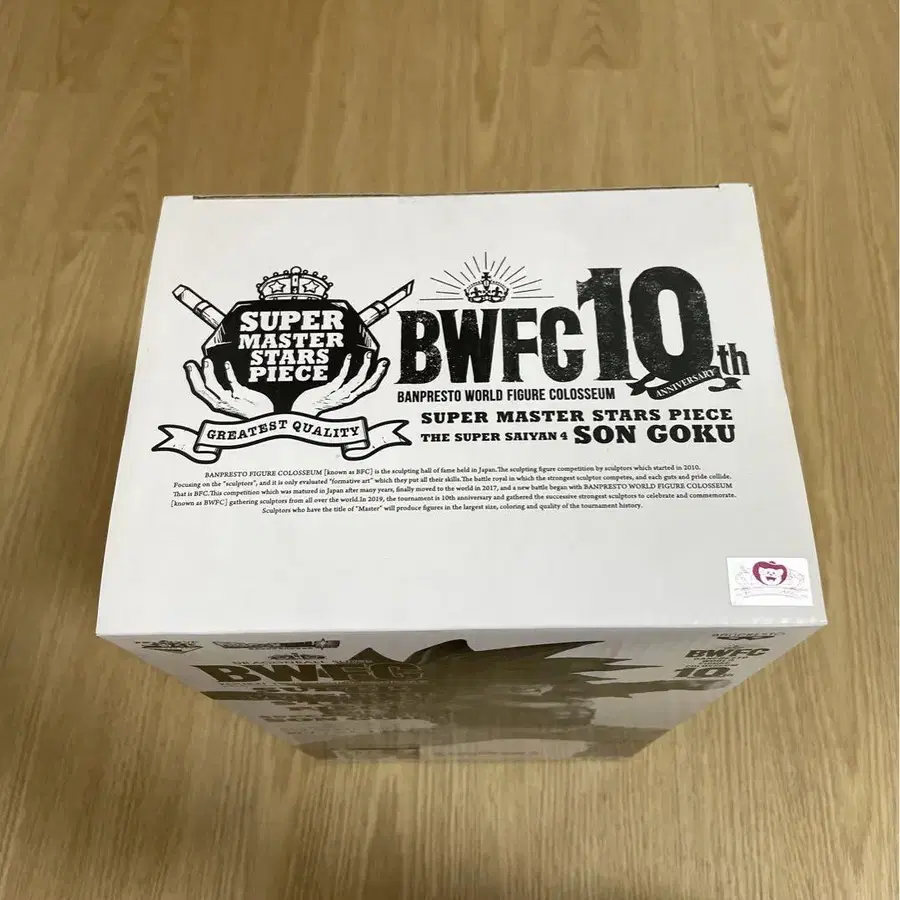 SUPER
MASTER
STARS
PIECE
GREATEST QUALITY
BWFC 10th
ANNIVERSARY
BANPRESTO WORLD FIGURE COLOSSEUM
SUPER MASTER STARS PIECE
THE SUPER SAIYAN 4 SON GOKU
BANPRESTO FIGURE COLOSSEUM [known as BFC] is the sculpting hall of fame held in Japan.The sculpting figure competition by sculptors which started in 2010.
Focusing on the "sculptors", and it is only evaluated "formative art" which they put all their skills.The battle royal in which the strongest sculptor competes, and each guts and pride collide.
That is BFC.This competition which was matured in Japan after many years, finally moved to the world in 2017, and a new battle began with BANPRESTO WORLD FIGURE COLOSSEUM
[known as BWFC] gathering sculptors from all over the world.In 2019, the tournament is 10th anniversary and gathered the successive strongest sculptors to celebrate and commemorate.
Sculptors who have the title of "Master" will produce figures in the largest size, coloring and quality of the tournament history.
BANPRESTO
DRAGONBALL SUPER
BWFC
SON GOKU
BWFC
10